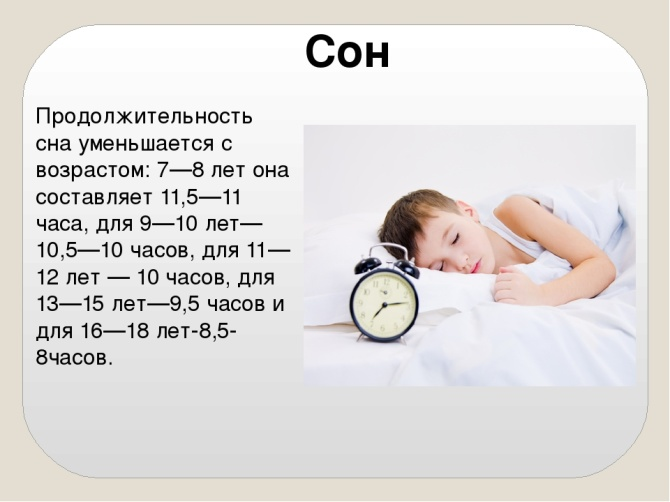 Сон
Продолжительность
сна уменьшается с
возрастом: 7—8 лет она
составляет 11,5—11
часа, для 9—10 лет—
10,5—10 часов, для 11—
12 лет — 10 часов, для
13—15 лет—9,5 часов и
для 16—18 лет-8,5-
8часов.